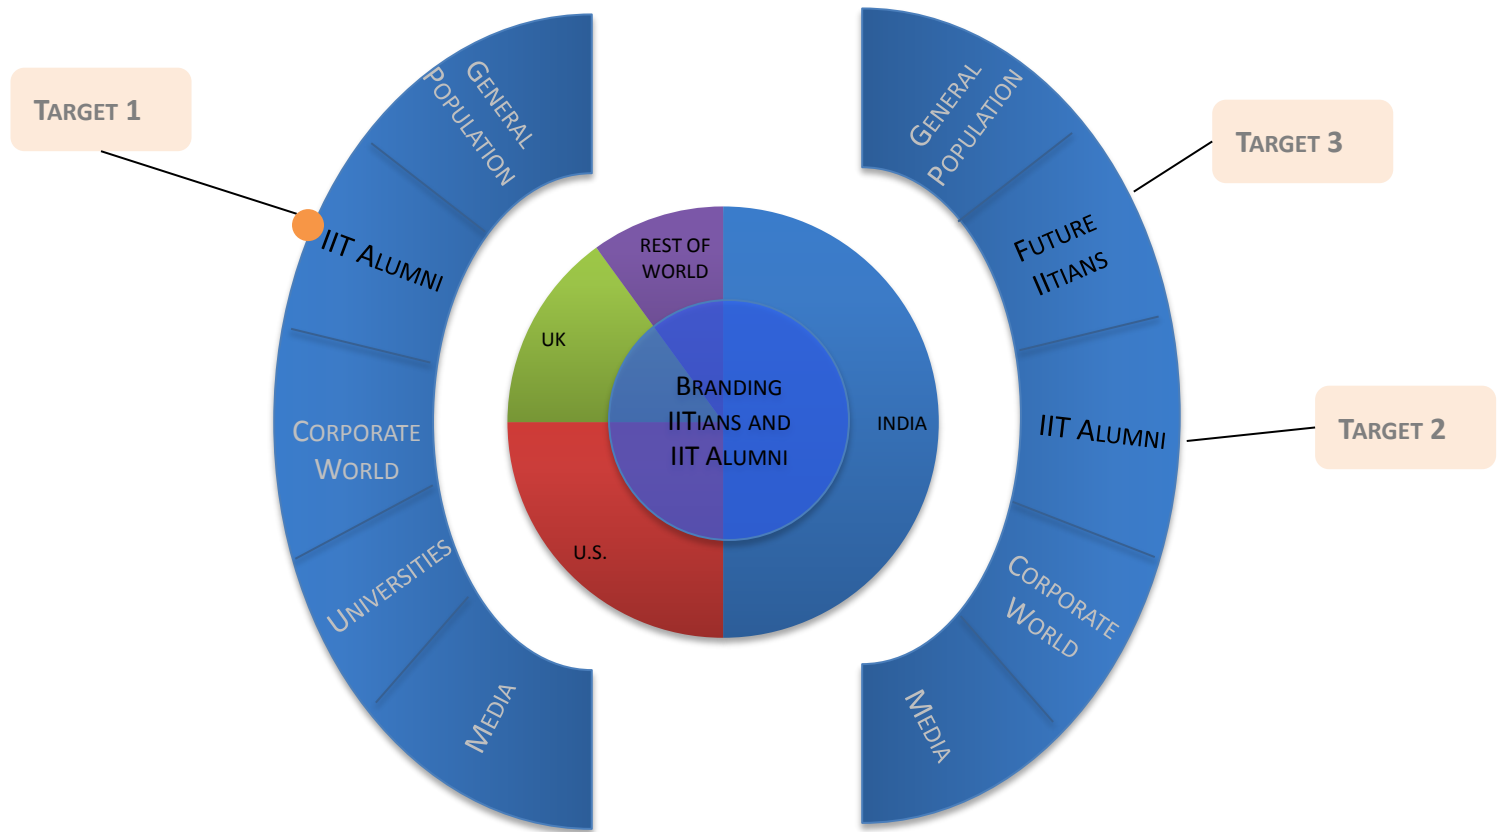 TARGET 1
GENERAL
POPULATION
IIT ALUMNI
CORPORATE
WORLD
UNIVERSITIES
MEDIA
REST OF
WORLD
UK
U.S.
INDIA
BRANDING
IITIANS AND
IIT ALUMNI
GENERAL
POPULATION
FUTURE
IITIANS
IIT ALUMNI
CORPORATE
WORLD
MEDIA
TARGET 3
TARGET 2